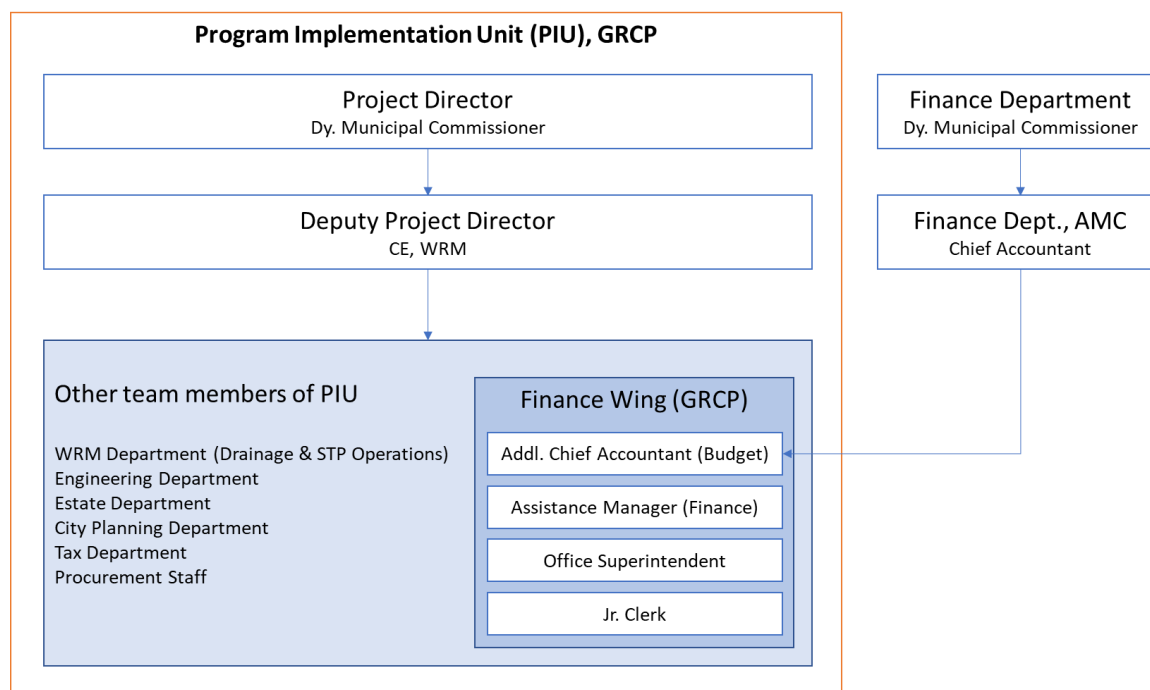 Program Implementation Unit (PIU), GRCP
Project Director
Dy. Municipal Commissioner
Finance Department
Dy. Municipal Commissioner
Deputy Project Director
CE, WRM
Finance Dept., AMC
Chief Accountant
Other team members of PIU
WRM Department (Drainage & STP Operations)
Engineering Department
Estate Department
City Planning Department
Tax Department
Procurement Staff
Finance Wing (GRCP)
Addl. Chief Accountant (Budget)
Assistance Manager (Finance)
Office Superintendent
Jr. Clerk